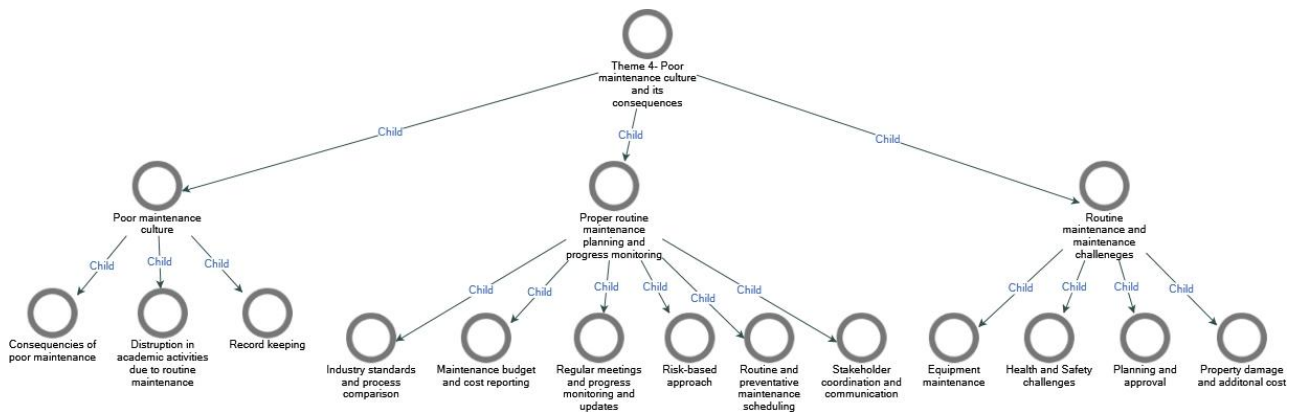 Theme 4- Poor
maintenance culture
and its
consequences
Child
Child
Child
Poor maintenance
culture
Proper routine
maintenance
planning and
progress monitoring
Routine
maintenance and
maintenance
challeneges
Child
Child
Child
Child
Child
Child
Child
Child
Child
Child
Child
Child
Child
Consequencies of
poor maintenance
Distruption in
academic activities
due to routine
maintenance
Record keeping
Industry standards
and process
comparison
Maintenance budget
and cost reporting
Regular meetings
and progress
monitoring and
updates
Risk-based
approach
Routine and
preventative
maintenance
scheduling
Stakeholder
coordination and
communication
Equipment
maintenance
Health and Safety
challenges
Planning and
approval
Property damage
and additonal cost